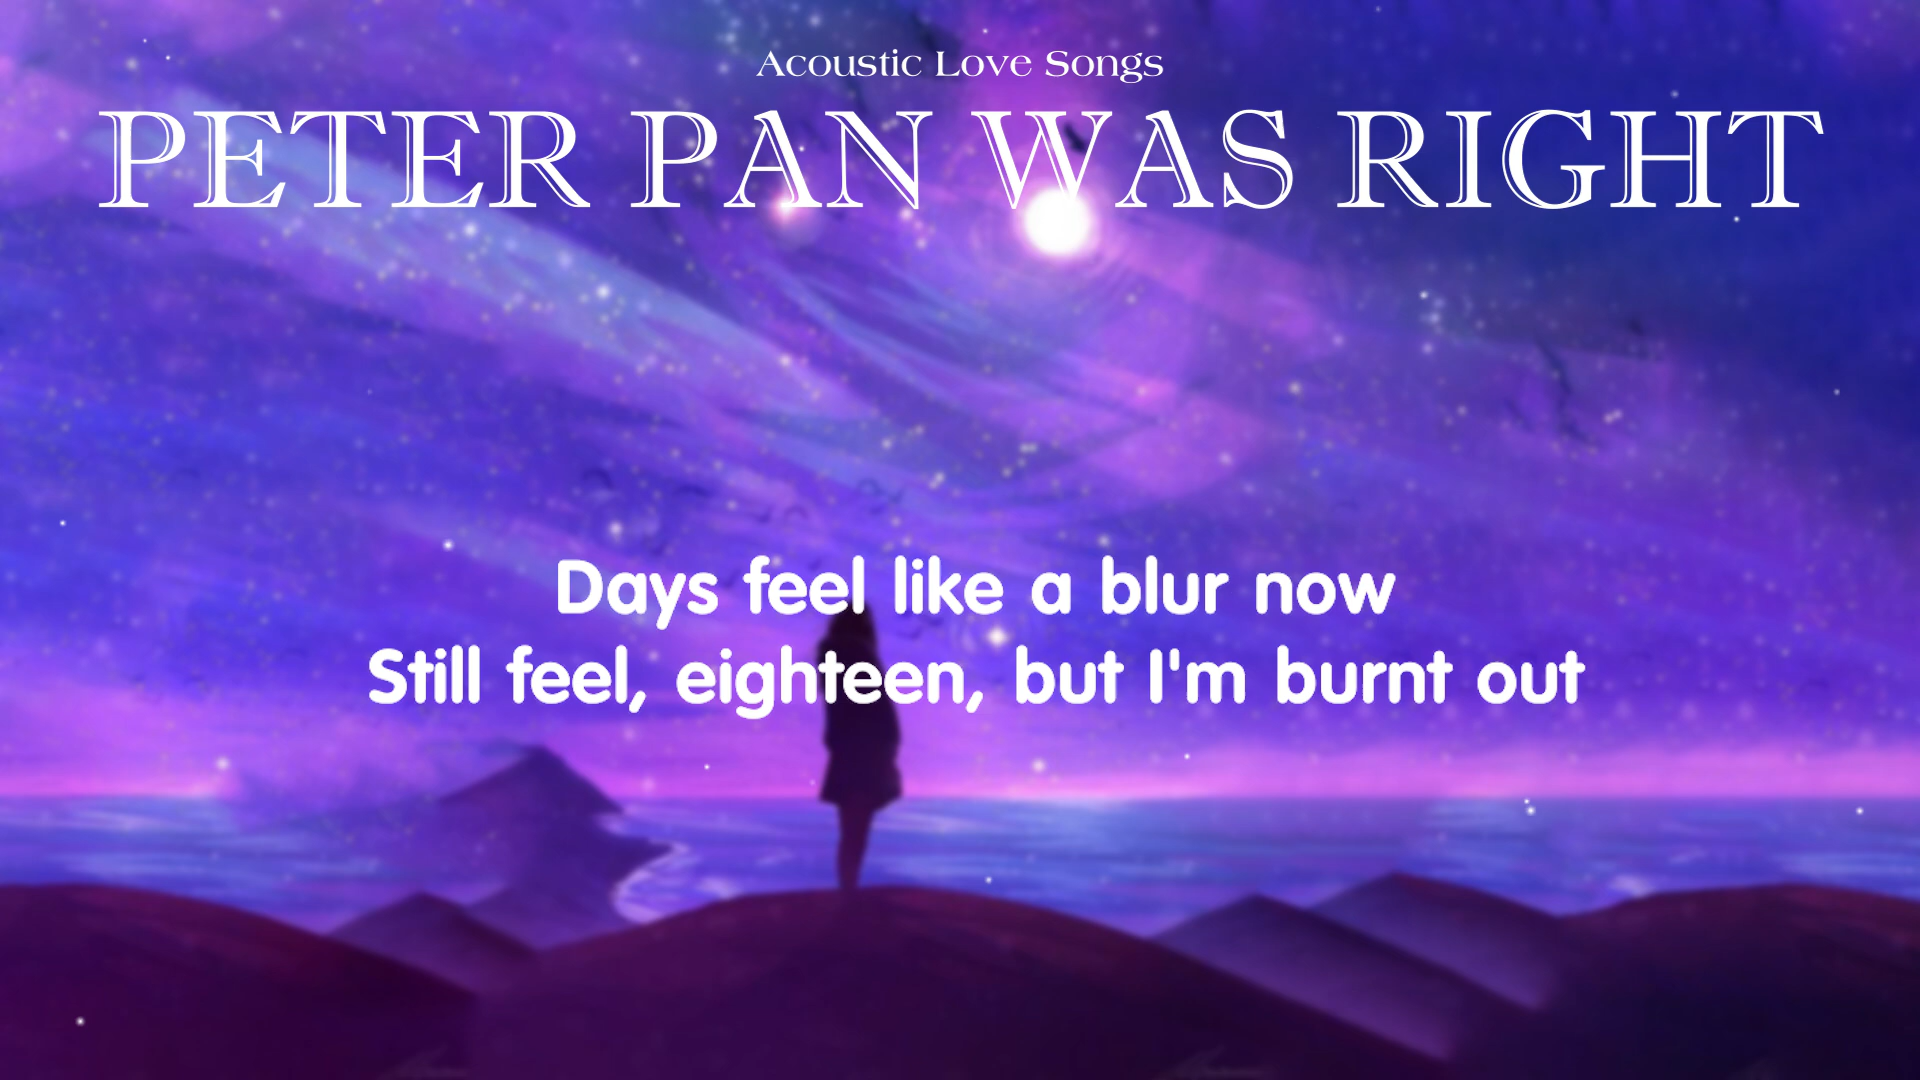 Acoustic Love Songs
PETER PAN WAS RIGHT
Days feel like a blur now
Still feel, eighteen, but I'm burnt out